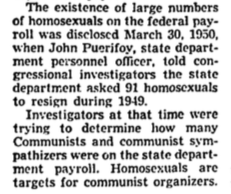 The existence of large numbers
of homosexuals on the federal pay-
roll was disclosed March 30, 1950,
when John Puerifoy, state depart-
ment personnel officer, told con-
gressional investigators the state
department asked 91 homosexuals
to resign during 1949.
Investigators at that time were
trying to determine how many
Communists and communist sym-
pathizers were on the state depart-
ment payroll. Homosexuals are
targets for communist organizers.